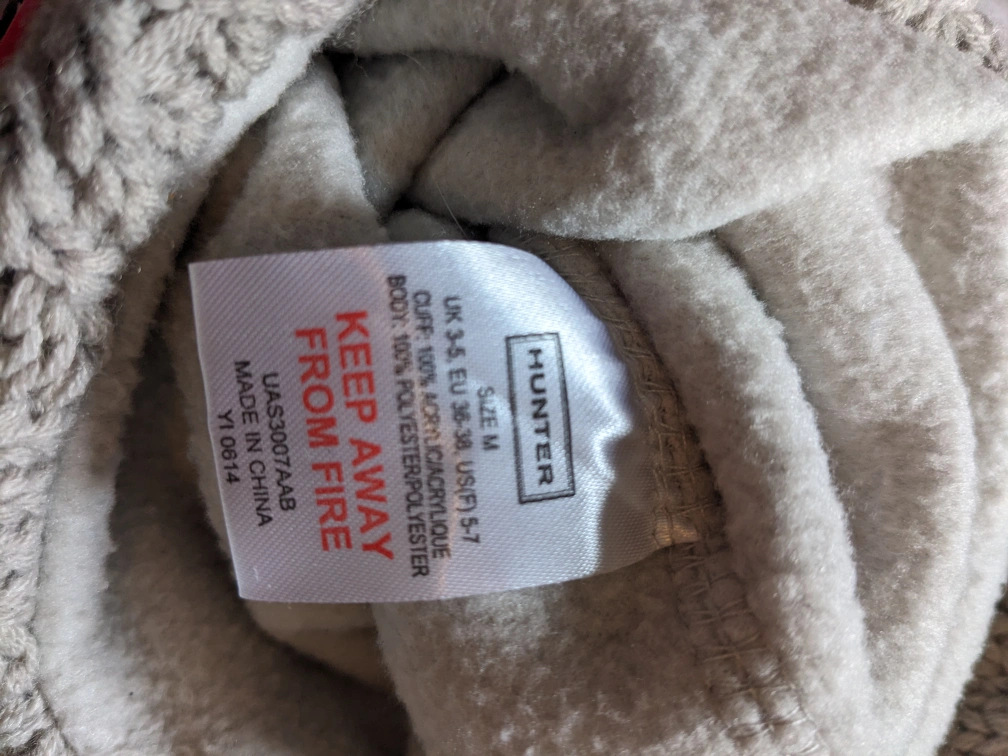 HUNTER
SIZE M
UK 3-5, EU 36-38, US(F) 5-7
CUFF: 100% ACRYLIC/ACRYLIQUE
BODY: 100% POLYESTER/POLYESTER
KEEP AWAY
FROM FIRE
UAS3007AAB
MADE IN CHINA
YI 0614